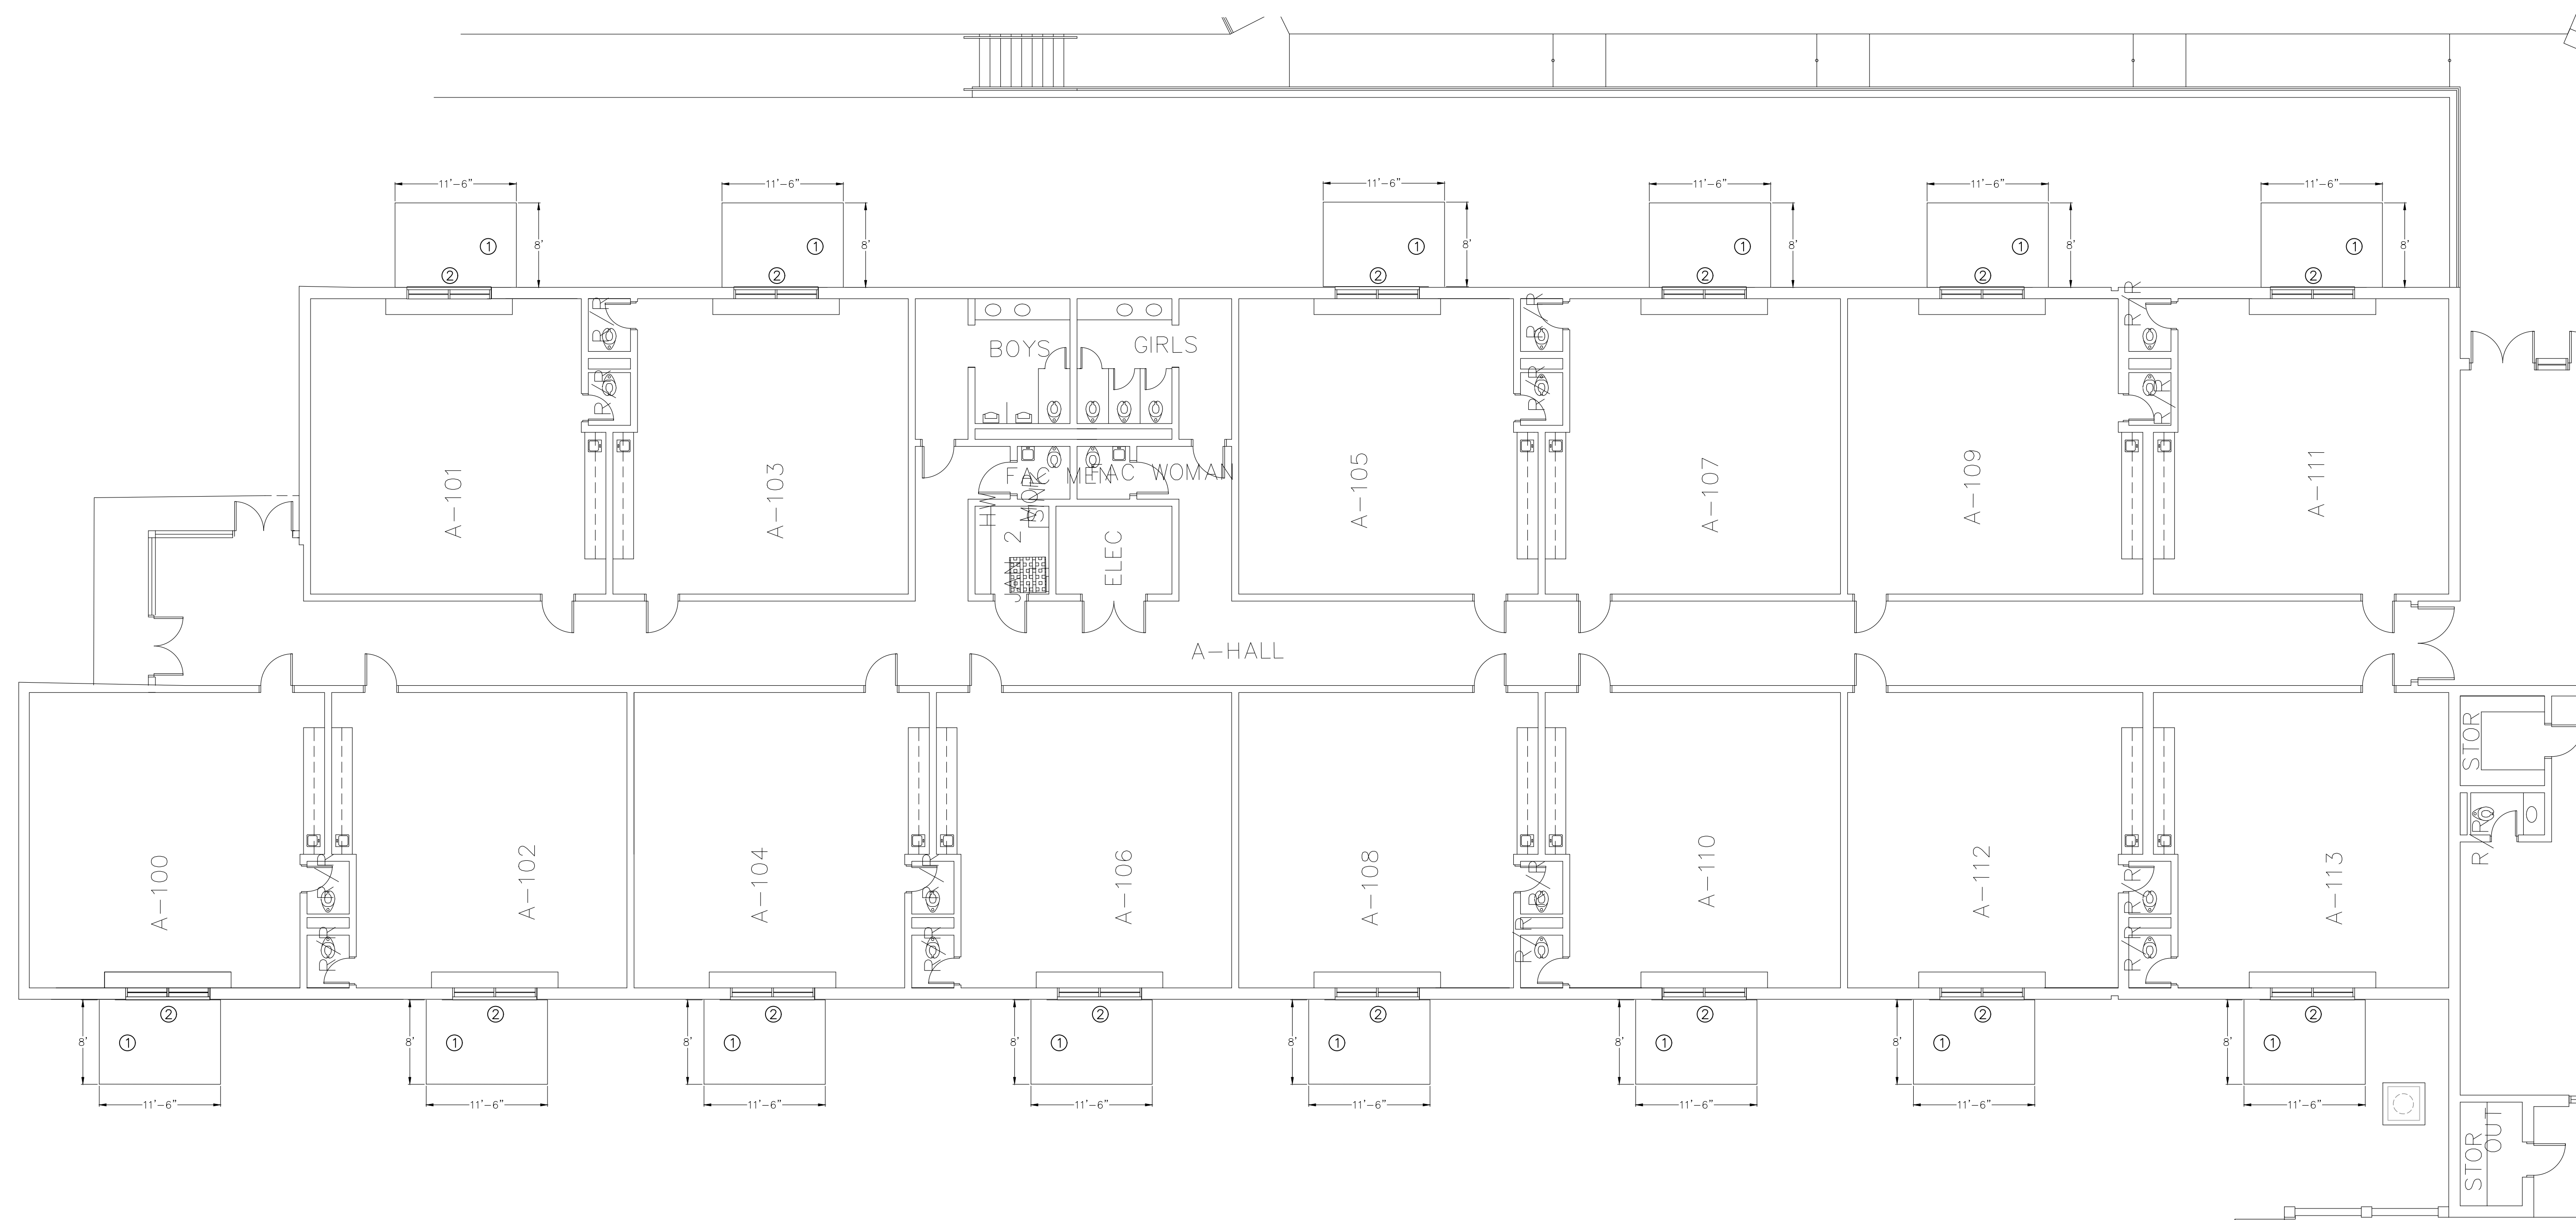 11'-6" 11'-6" 11'-6" 11'-6" 11'-6" 11'-6"
1 8' 1 8' 1 8' 1 8' 1 8' 1 8'
2 2 2 2 2 2
R/R R/R R/R
BOYS GIRLS
R/R R/R R/R
A-101 A-103 FAC MEN FAC WOMAN A-105 A-107 A-109 A-111
HW MOP SINK
JAN 2 ELEC
A-HALL
STOR
A-100 A-102 A-104 A-106 A-108 A-110 A-112 A-113 R/R
R/R R/R R/R R/R
R/R R/R R/R R/R
2 2 2 2 2 2 2 2
8' 1 8' 1 8' 1 8' 1 8' 1 8' 1 8' 1 8' 1
11'-6" 11'-6" 11'-6" 11'-6" 11'-6" 11'-6" 11'-6" 11'-6"
STOR
OUT